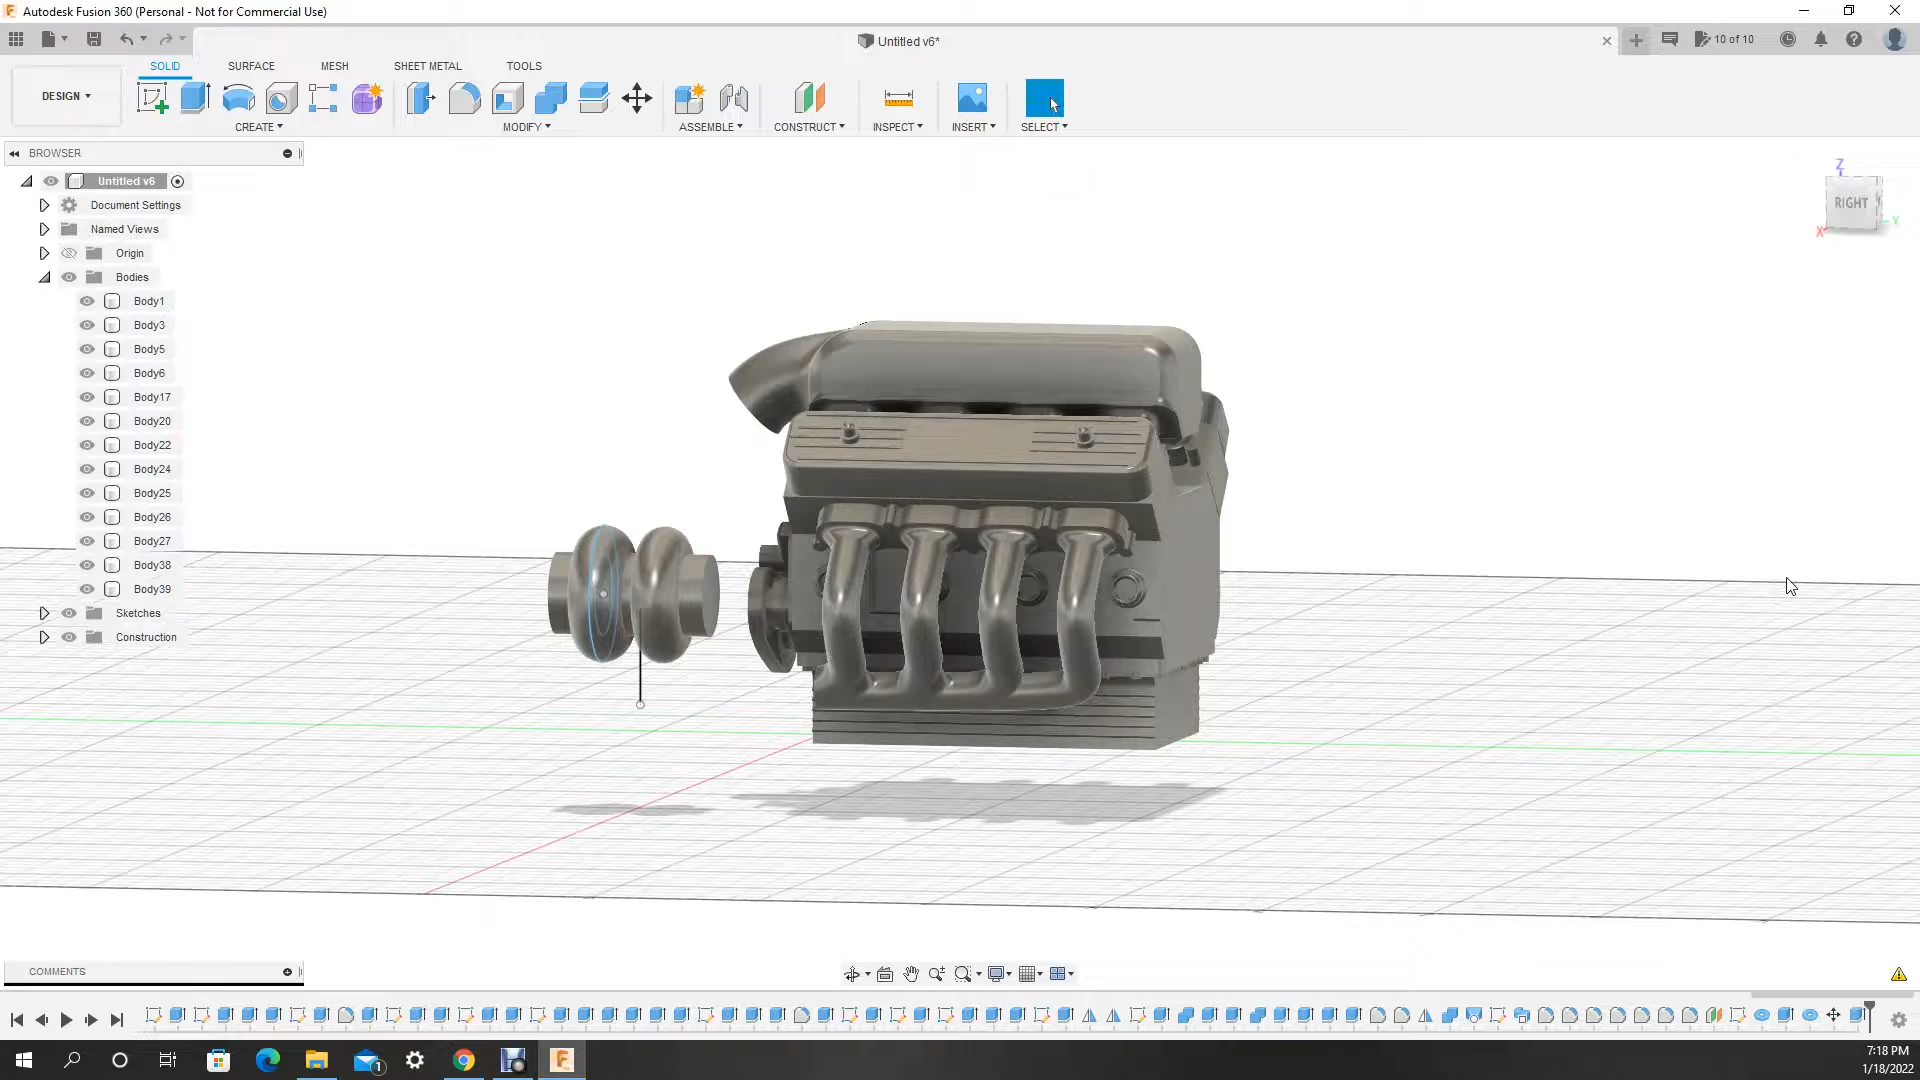 Autodesk Fusion 360 (Personal - Not for Commercial Use)
Untitled v6*
10 of 10
SOLID SURFACE MESH SHEET METAL TOOLS
DESIGN
CREATE MODIFY ASSEMBLE CONSTRUCT INSPECT INSERT SELECT
BROWSER
Untitled v6
Document Settings
Named Views
Origin
Bodies
Body1
Body3
Body5
Body6
Body17
Body20
Body22
Body24
Body25
Body26
Body27
Body38
Body39
Sketches
Construction
Z
RIGHT
Y
X
COMMENTS
1
7:18 PM
1/18/2022